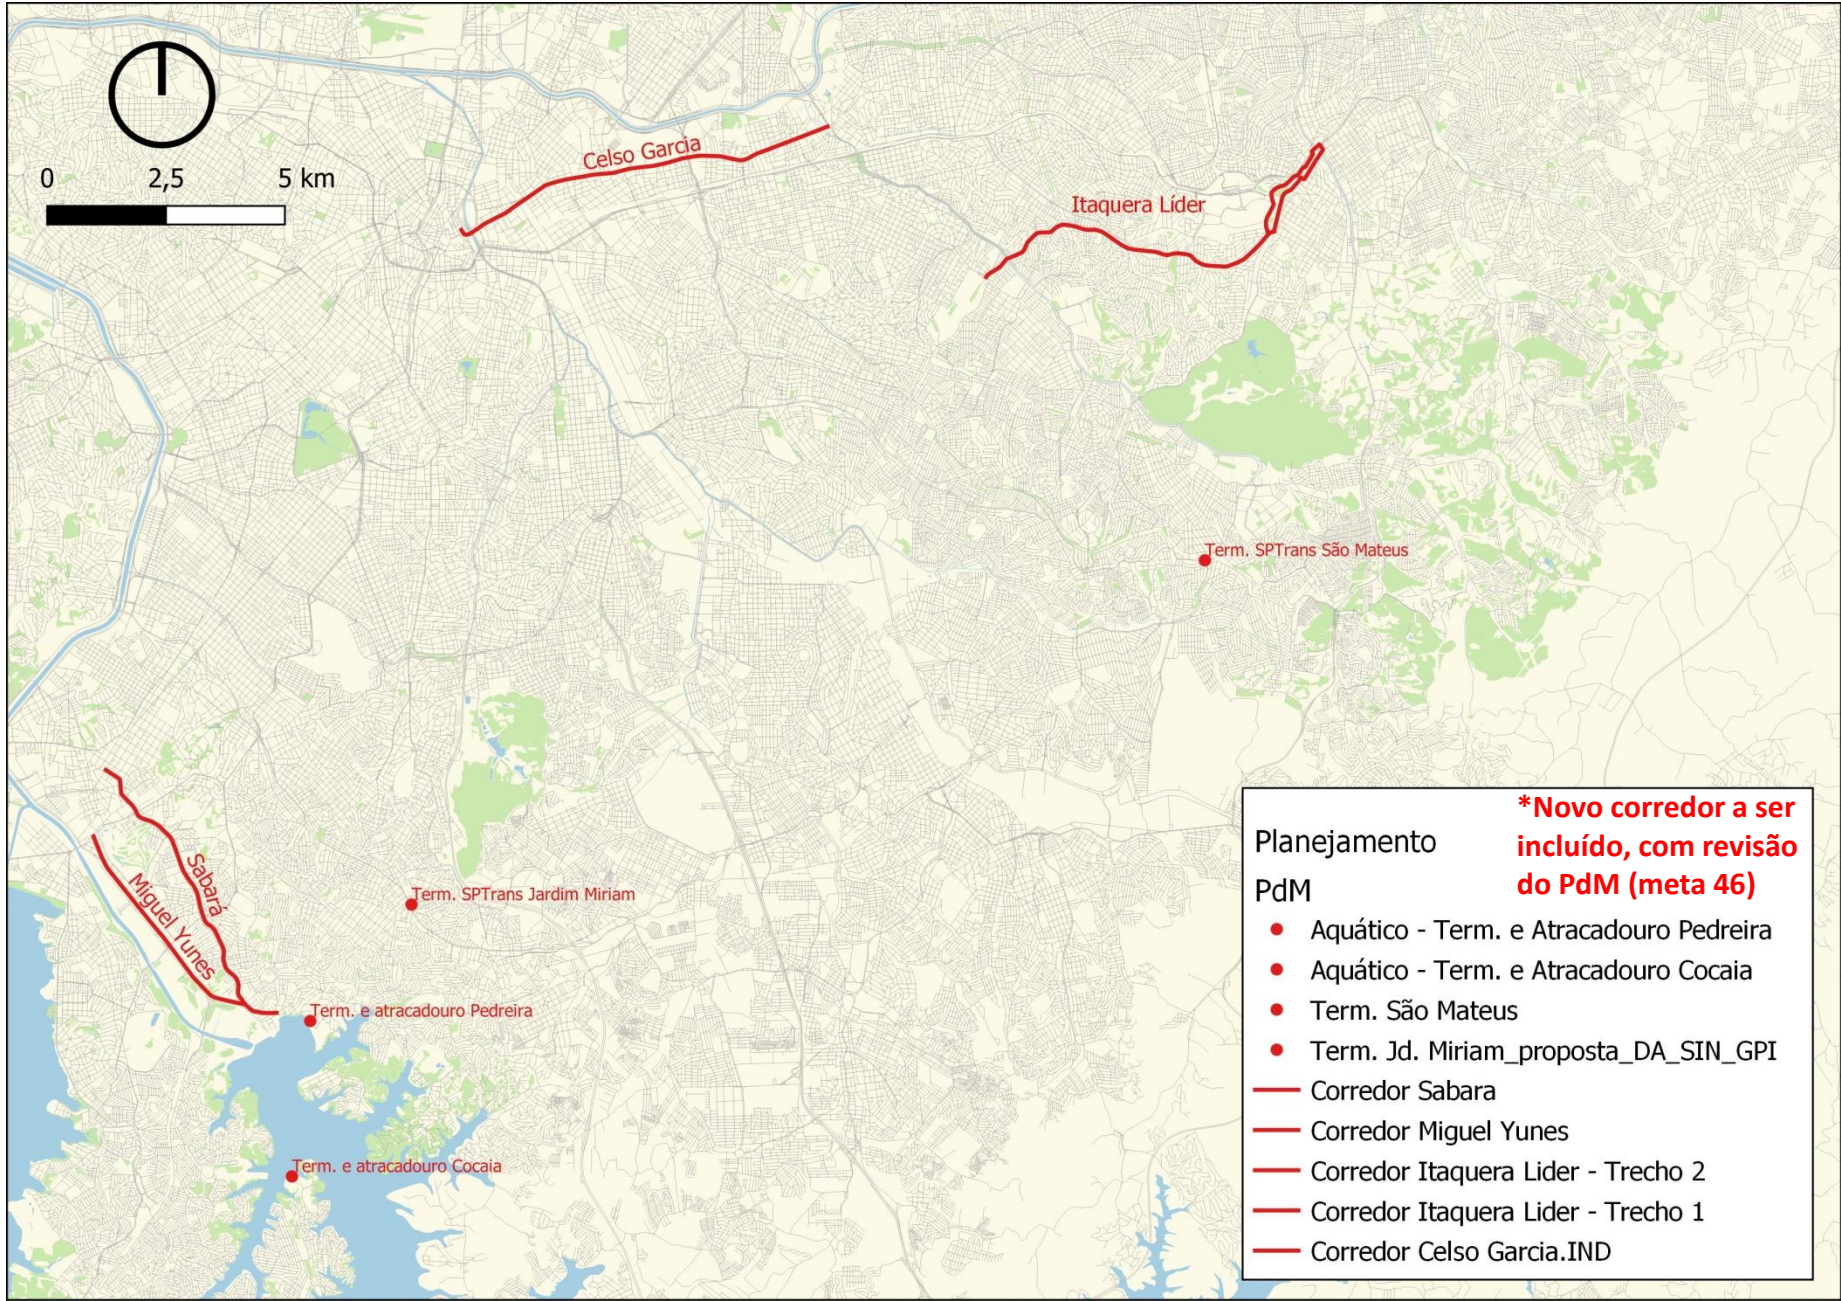 0 2,5 5 km
Celso Garcia
Itaquera Líder
Term. SPTrans São Mateus
Sabará
Miguel Yunes
Term. SPTrans Jardim Miriam
Term. e atracadouro Pedreira
Term. e atracadouro Cocaia
*Novo corredor a ser
incluído, com revisão
do PdM (meta 46)
Planejamento
PdM
Aquático - Term. e Atracadouro Pedreira
Aquático - Term. e Atracadouro Cocaia
Term. São Mateus
Term. Jd. Miriam_proposta_DA_SIN_GPI
Corredor Sabara
Corredor Miguel Yunes
Corredor Itaquera Lider - Trecho 2
Corredor Itaquera Lider - Trecho 1
Corredor Celso Garcia.IND